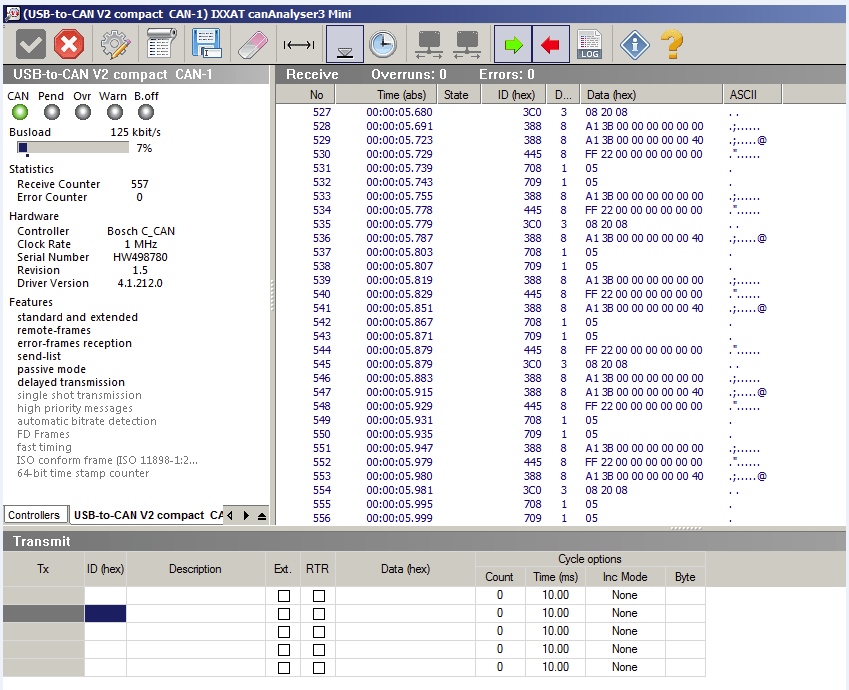 (USB-to-CAN V2 compact  CAN-1) IXXAT canAnalyser3 Mini
LOG
USB-to-CAN V2 compact  CAN-1
CAN Pend Ovr Warn B.off
Busload 125 kbit/s
7%
Statistics
Receive Counter 557
Error Counter 0
Hardware
Controller Bosch C_CAN
Clock Rate 1 MHz
Serial Number HW498780
Revision 1.5
Driver Version 4.1.212.0
Features
standard and extended
remote-frames
error-frames reception
send-list
passive mode
delayed transmission
single shot transmission
high priority messages
automatic bitrate detection
FD Frames
fast timing
ISO conform frame (ISO 11898-1:2...
64-bit time stamp counter
Controllers USB-to-CAN V2 compact  CA
Receive Overruns: 0 Errors: 0
No Time (abs) State ID (hex) D... Data (hex) ASCII
527 00:00:05.680 3C0 3 08 20 08 . .
528 00:00:05.691 388 8 A1 3B 00 00 00 00 00 00 .;......
529 00:00:05.723 388 8 A1 3B 00 00 00 00 00 40 .;.....@
530 00:00:05.729 445 8 FF 22 00 00 00 00 00 00 ."......
531 00:00:05.739 708 1 05 .
532 00:00:05.743 709 1 05 .
533 00:00:05.755 388 8 A1 3B 00 00 00 00 00 00 .;......
534 00:00:05.778 445 8 FF 22 00 00 00 00 00 00 ."......
535 00:00:05.779 3C0 3 08 20 08 . .
536 00:00:05.787 388 8 A1 3B 00 00 00 00 00 40 .;.....@
537 00:00:05.803 708 1 05 .
538 00:00:05.807 709 1 05 .
539 00:00:05.819 388 8 A1 3B 00 00 00 00 00 00 .;......
540 00:00:05.829 445 8 FF 22 00 00 00 00 00 00 ."......
541 00:00:05.851 388 8 A1 3B 00 00 00 00 00 40 .;.....@
542 00:00:05.867 708 1 05 .
543 00:00:05.871 709 1 05 .
544 00:00:05.879 445 8 FF 22 00 00 00 00 00 00 ."......
545 00:00:05.879 3C0 3 08 20 08 . .
546 00:00:05.883 388 8 A1 3B 00 00 00 00 00 00 .;......
547 00:00:05.915 388 8 A1 3B 00 00 00 00 00 40 .;.....@
548 00:00:05.929 445 8 FF 22 00 00 00 00 00 00 ."......
549 00:00:05.931 708 1 05 .
550 00:00:05.935 709 1 05 .
551 00:00:05.947 388 8 A1 3B 00 00 00 00 00 00 .;......
552 00:00:05.979 445 8 FF 22 00 00 00 00 00 00 ."......
553 00:00:05.980 388 8 A1 3B 00 00 00 00 00 40 .;.....@
554 00:00:05.981 3C0 3 08 20 08 . .
555 00:00:05.995 708 1 05 .
556 00:00:05.999 709 1 05 .
Transmit
Tx ID (hex) Description Ext. RTR Data (hex) Cycle options
Count Time (ms) Inc Mode Byte
0 10.00 None
0 10.00 None
0 10.00 None
0 10.00 None
0 10.00 None